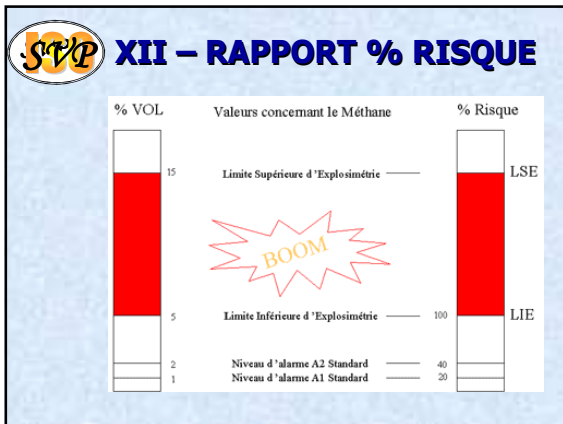 SVP 100
XII – RAPPORT % RISQUE
% VOL
Valeurs concernant le Méthane
% Risque
15
Limite Supérieure d 'Explosimétrie
LSE
BOOM
5
Limite Inférieure d 'Explosimétrie
100
LIE
2
Niveau d 'alarme A2 Standard
40
1
Niveau d 'alarme A1 Standard
20